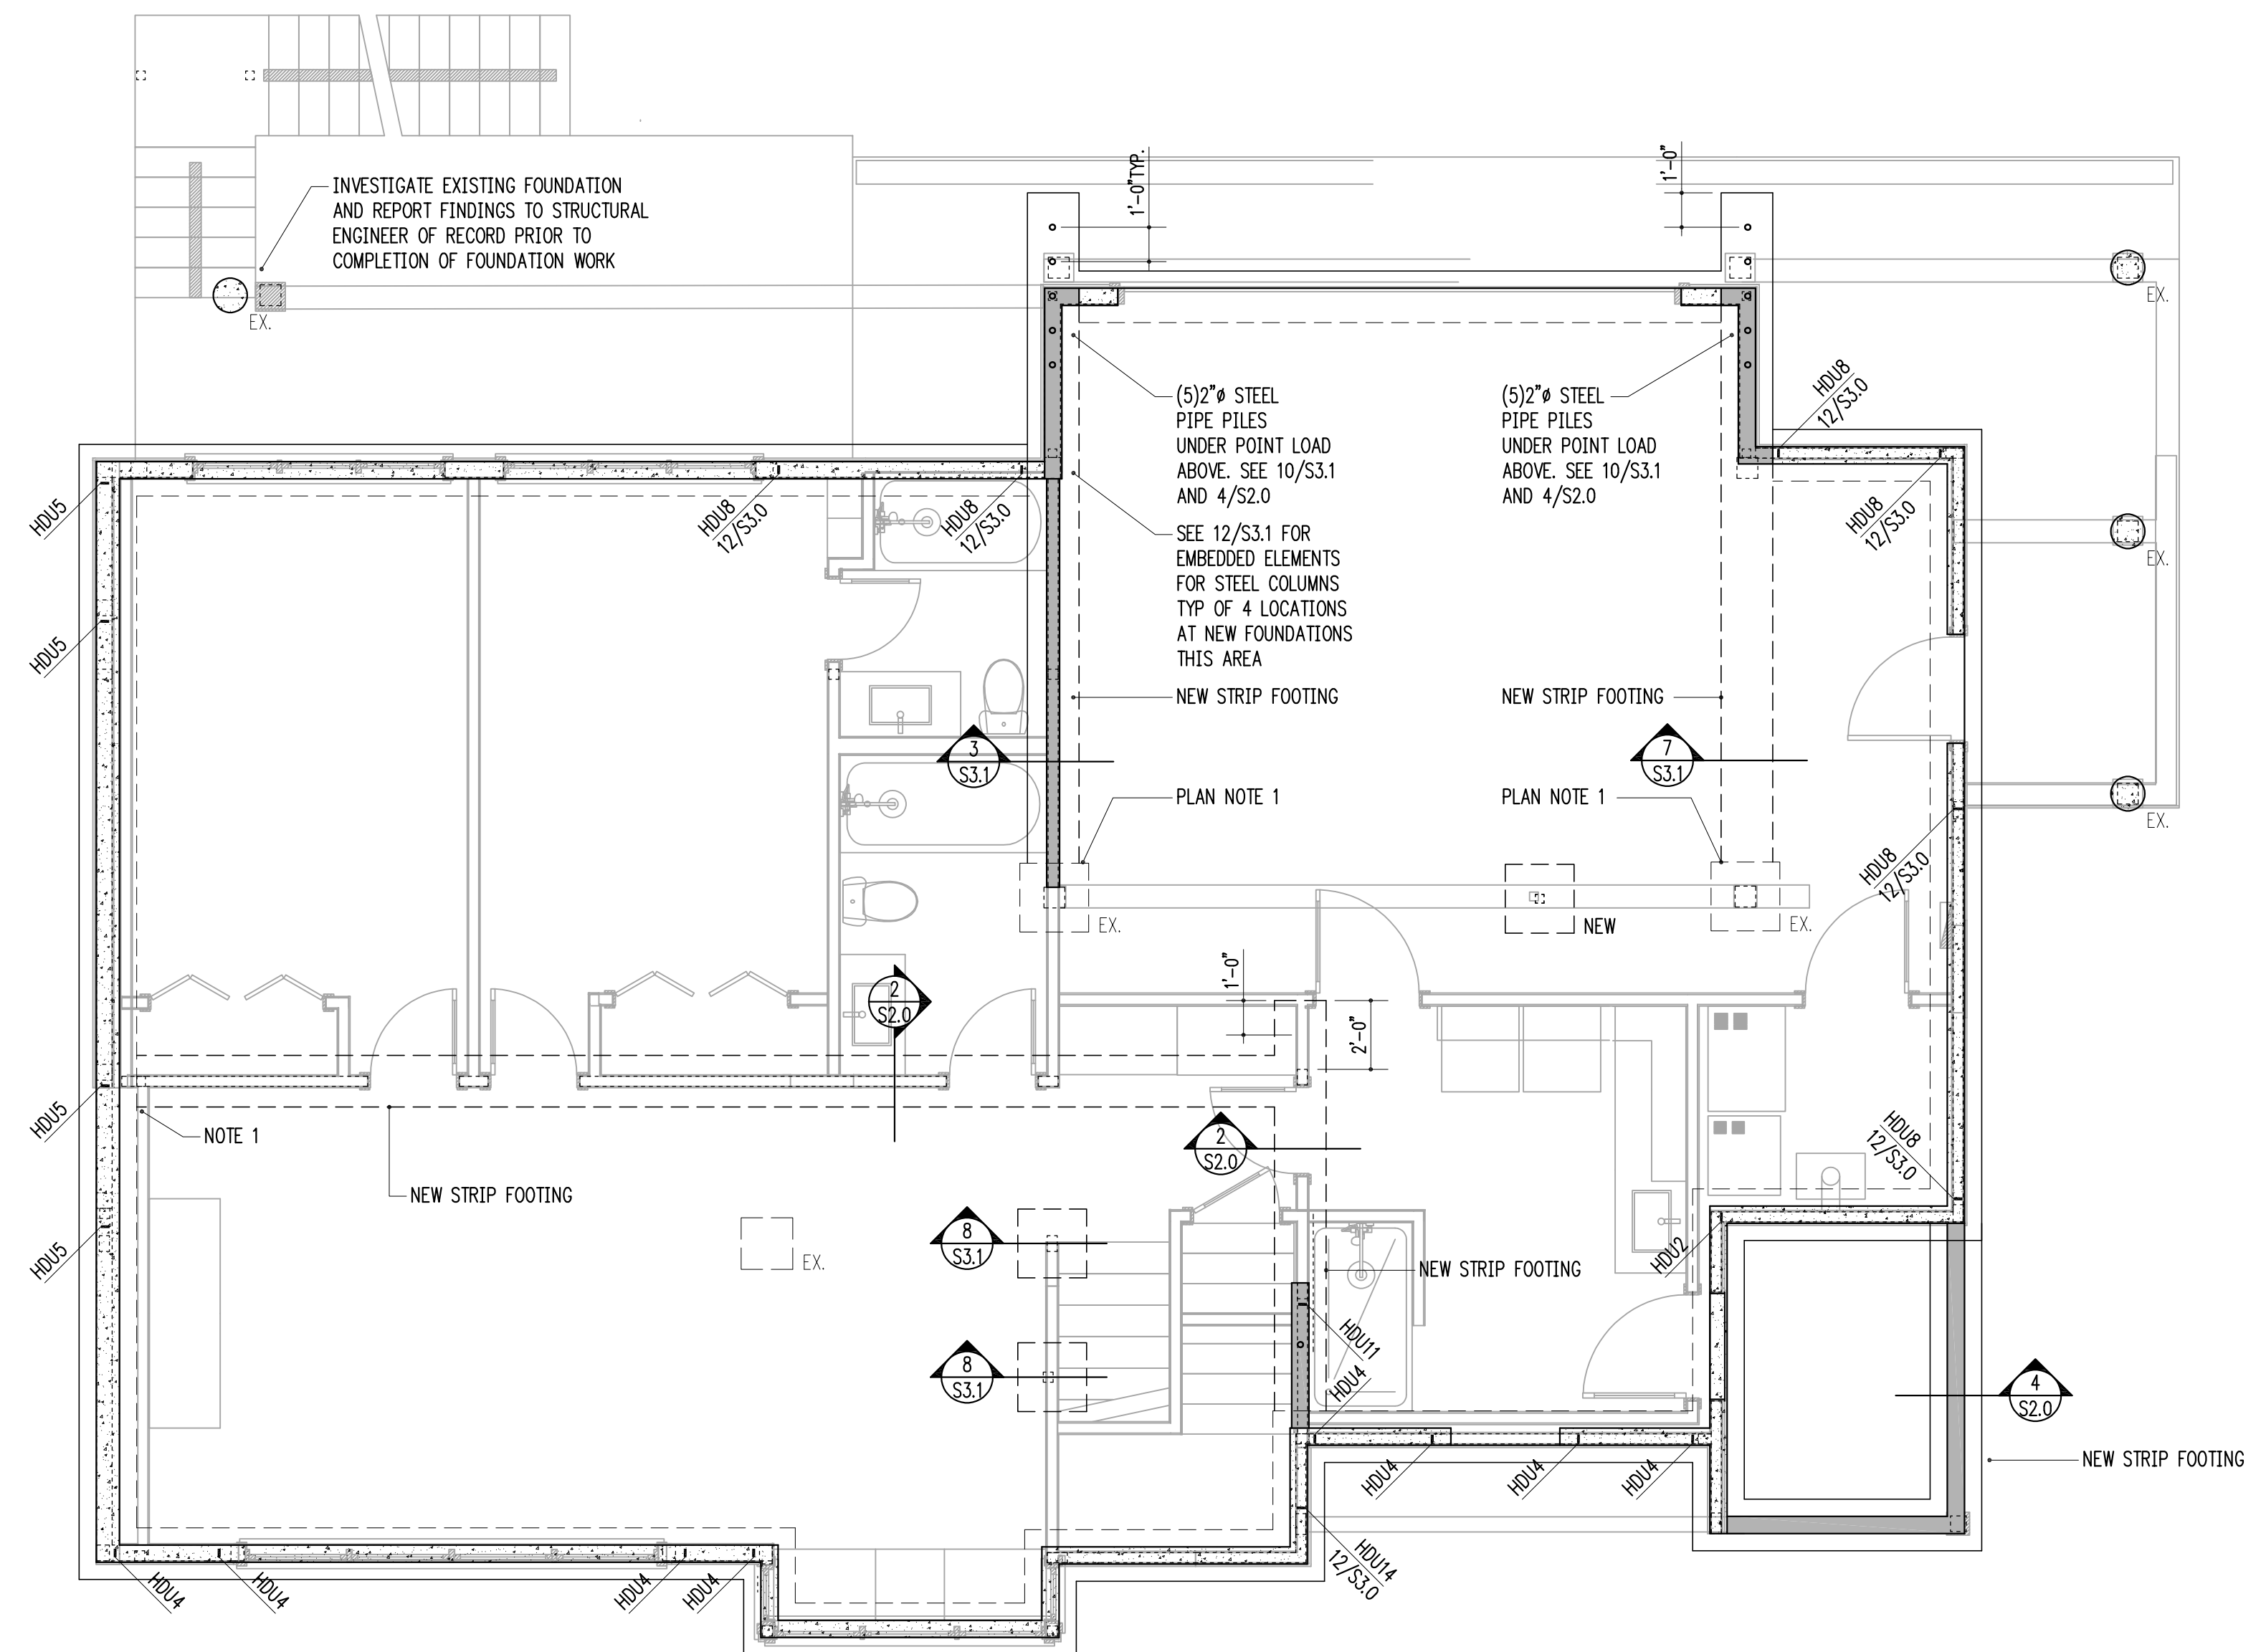 1'-0"TYP.
1'-0"
INVESTIGATE EXISTING FOUNDATION
AND REPORT FINDINGS TO STRUCTURAL
ENGINEER OF RECORD PRIOR TO
COMPLETION OF FOUNDATION WORK
EX.
EX.
(5)2"ø STEEL
PIPE PILES
UNDER POINT LOAD
ABOVE. SEE 10/S3.1
AND 4/S2.0
(5)2"ø STEEL
PIPE PILES
UNDER POINT LOAD
ABOVE. SEE 10/S3.1
AND 4/S2.0
HDU8
12/S3.0
HDU5
HDU8
12/S3.0
HDU8
12/S3.0
HDU8
12/S3.0
SEE 12/S3.1 FOR
EMBEDDED ELEMENTS
FOR STEEL COLUMNS
TYP OF 4 LOCATIONS
AT NEW FOUNDATIONS
THIS AREA
EX.
HDU5
NEW STRIP FOOTING
NEW STRIP FOOTING
3
S3.1
7
S3.1
PLAN NOTE 1
PLAN NOTE 1
EX.
HDU8
12/S3.0
EX.
NEW
EX.
1'-0"
2
S2.0
2'-0"
HDU5
NOTE 1
2
S2.0
HDU8
12/S3.0
NEW STRIP FOOTING
HDU5
EX.
8
S3.1
NEW STRIP FOOTING
HDU2
HDU11
8
S3.1
HDU4
4
S2.0
NEW STRIP FOOTING
HDU4
HDU4
HDU4
HDU14
12/S3.0
HDU4
HDU4
HDU4
HDU4